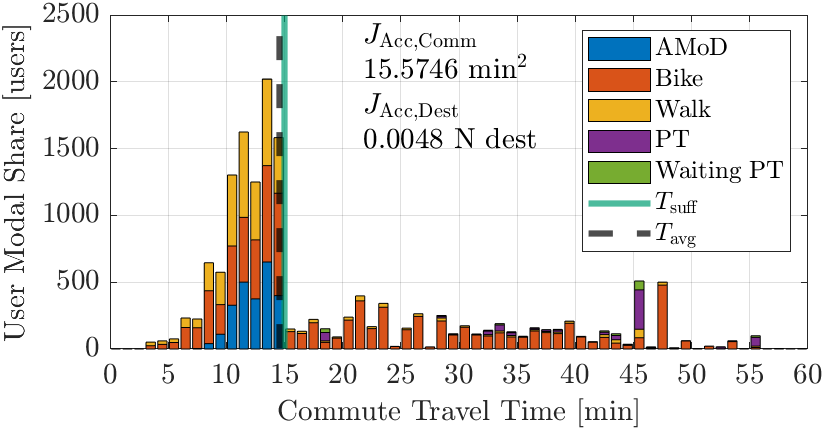 2500
2000
1500
1000
500
0
User Modal Share [users]
J_Acc,Comm
15.5746 min²
J_Acc,Dest
0.0048 N dest
AMoD
Bike
Walk
PT
Waiting PT
T_suff
T_avg
0 5 10 15 20 25 30 35 40 45 50 55 60
Commute Travel Time [min]